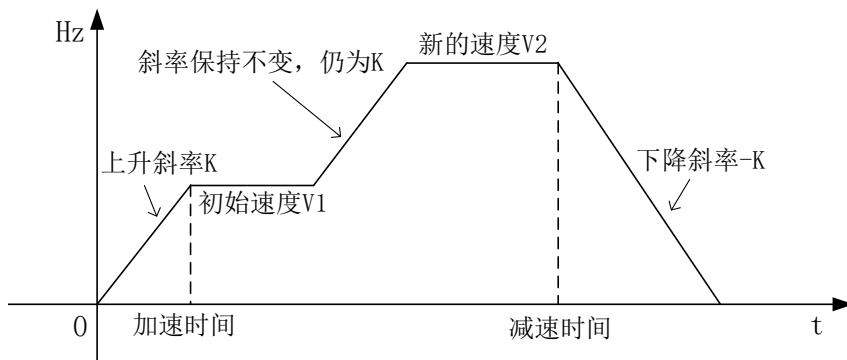 Hz
新的速度V2
斜率保持不变，仍为K
上升斜率K
下降斜率-K
初始速度V1
0
加速时间
减速时间
t